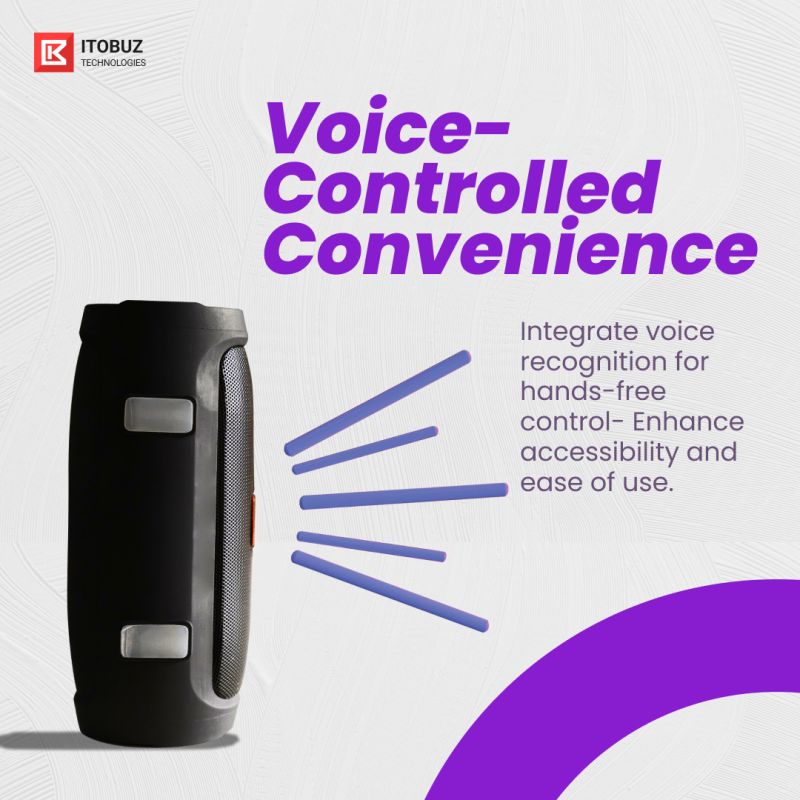 ITOBUZ
TECHNOLOGIES
Voice-
Controlled
Convenience
Integrate voice
recognition for
hands-free
control- Enhance
accessibility and
ease of use.